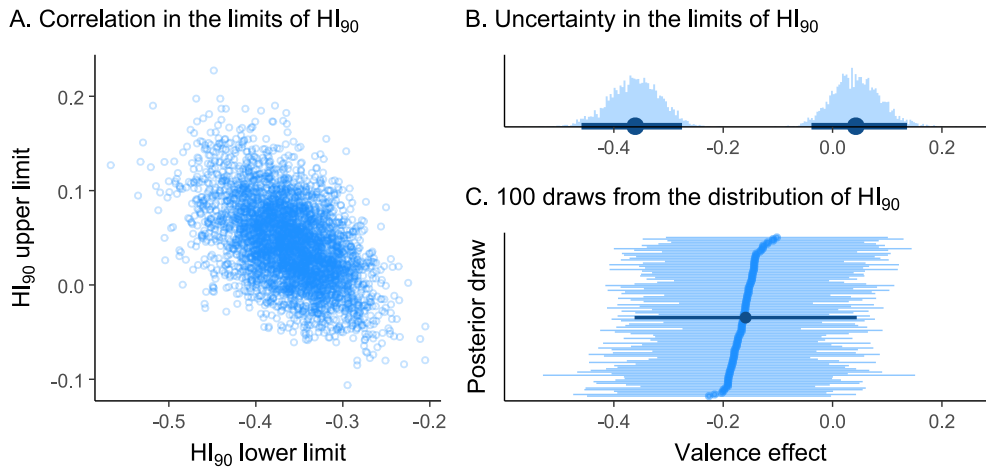 A. Correlation in the limits of HI90
0.2
0.1
0.0
-0.1
HI90 upper limit
-0.5
-0.4
-0.3
-0.2
HI90 lower limit
B. Uncertainty in the limits of HI90
-0.4
-0.2
0.0
0.2
C. 100 draws from the distribution of HI90
Posterior draw
-0.4
-0.2
0.0
0.2
Valence effect